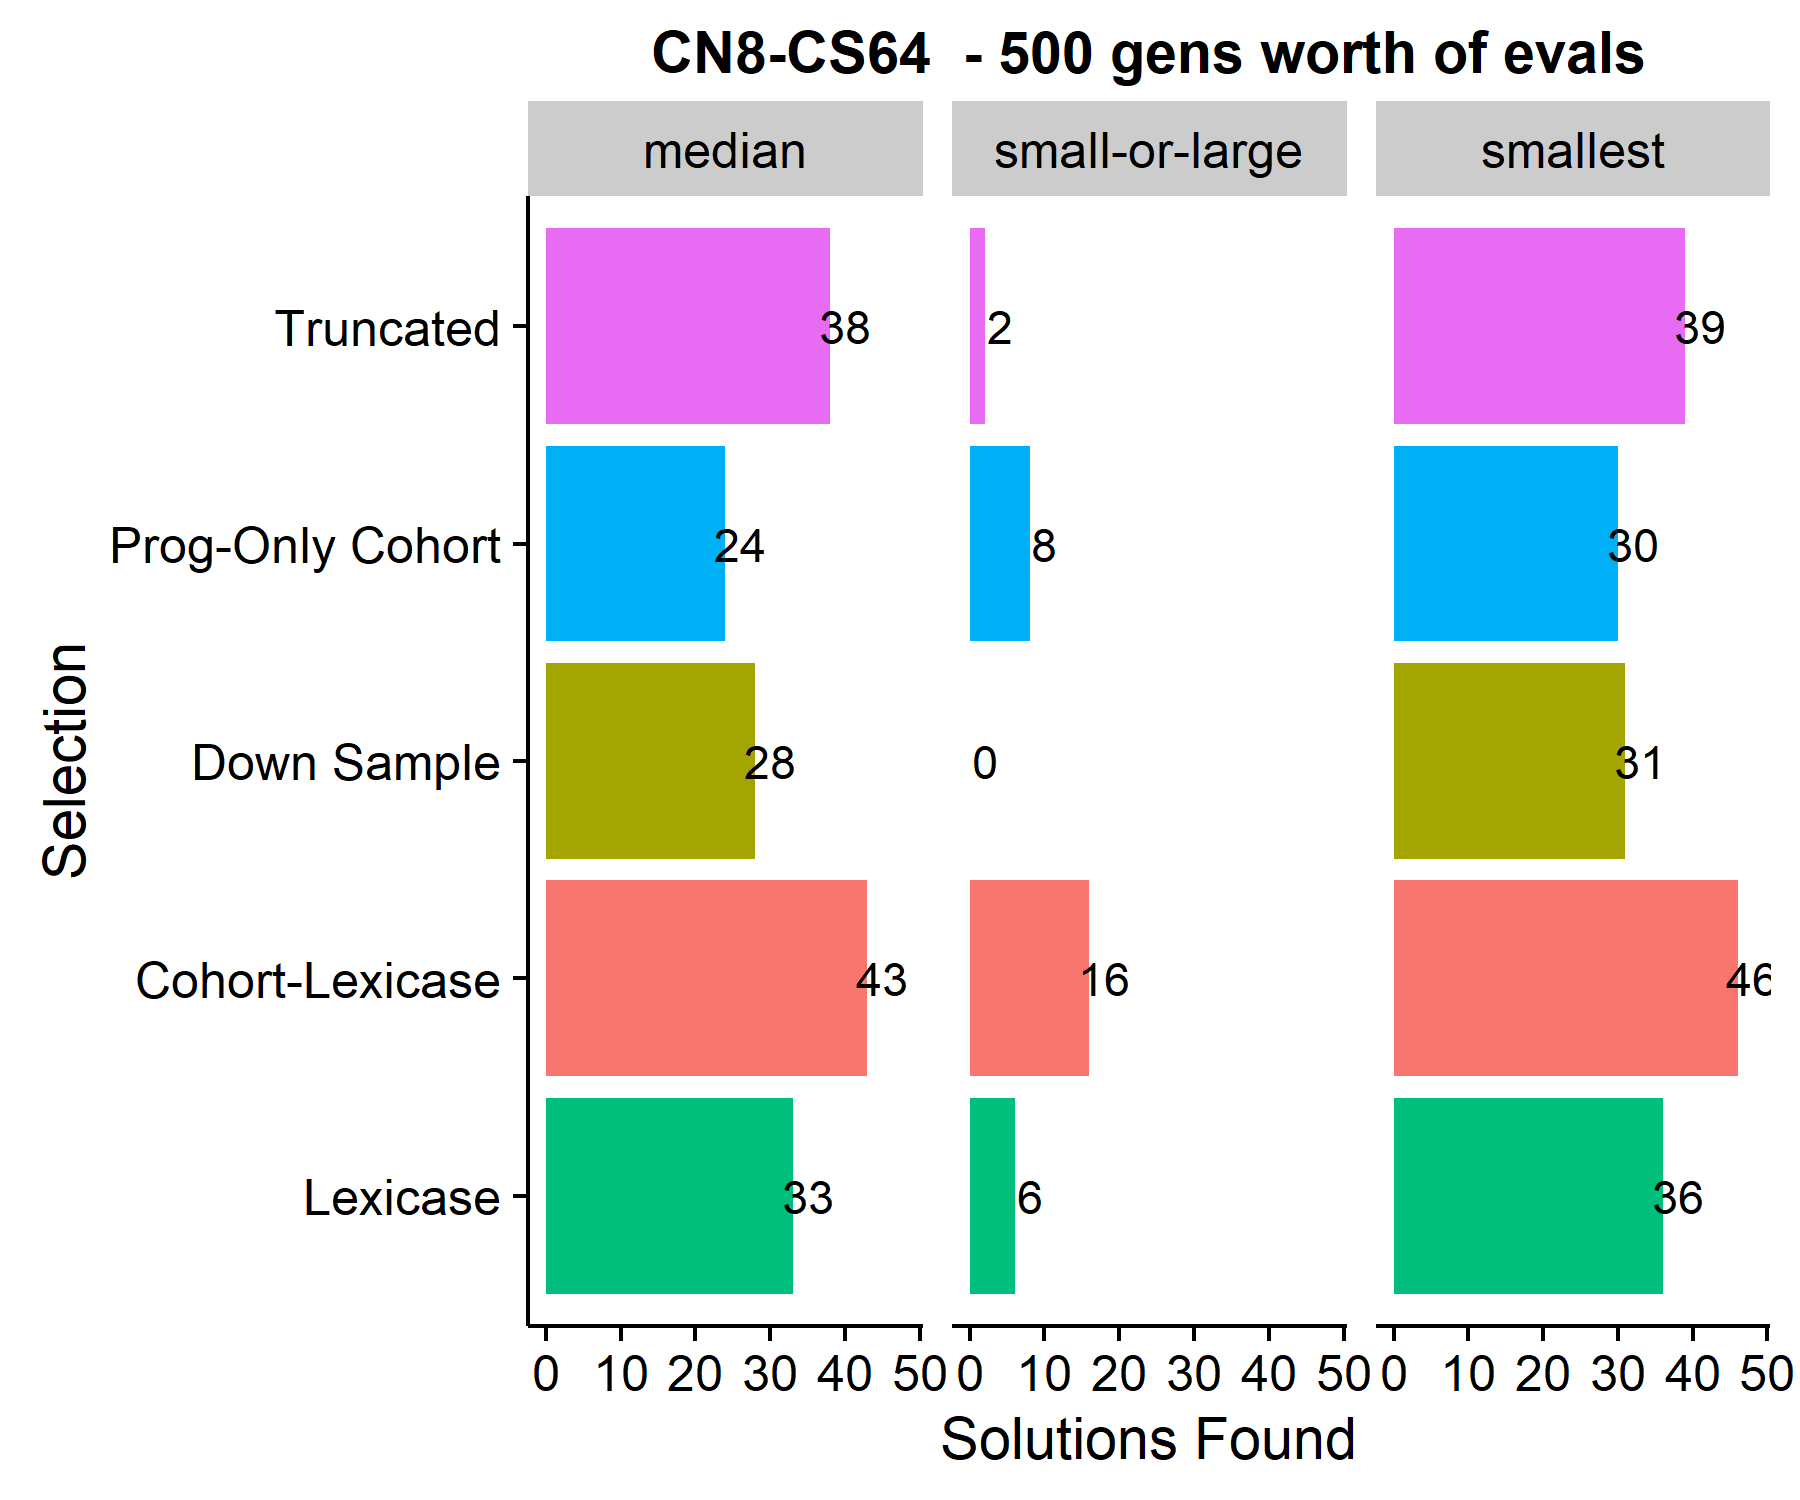 CN8-CS64 - 500 gens worth of evals
median small-or-large smallest
Truncated 38 2 39
Prog-Only Cohort 24 8 30
Down Sample 28 0 31
Cohort-Lexicase 43 16 46
Lexicase 33 6 36
Selection
0 10 20 30 40 50 0 10 20 30 40 50 0 10 20 30 40 50
Solutions Found